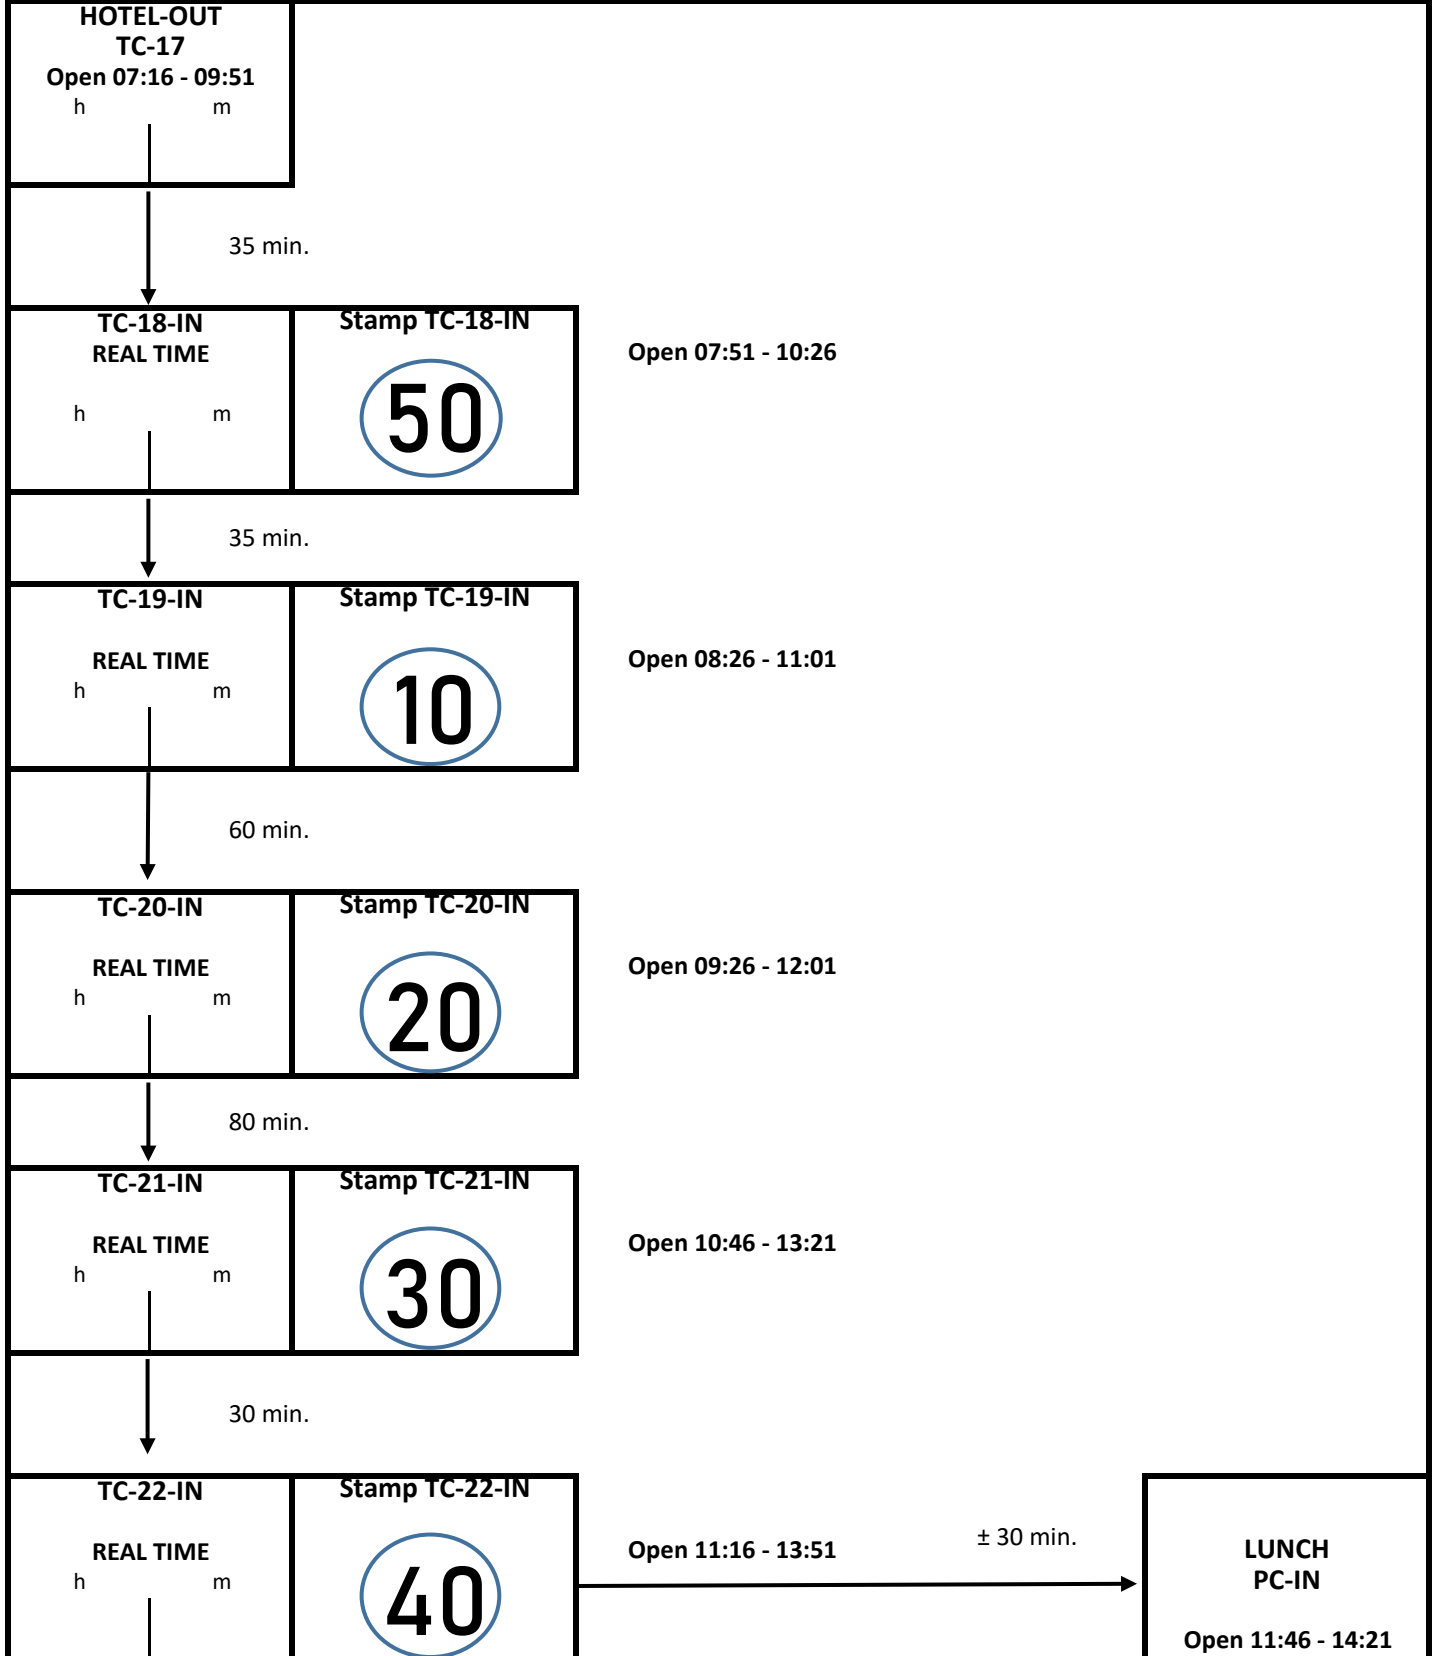 HOTEL-OUT
TC-17
Open 07:16 - 09:51
h m
35 min.
TC-18-IN
REAL TIME
h m
Stamp TC-18-IN
50
Open 07:51 - 10:26
35 min.
TC-19-IN
REAL TIME
h m
Stamp TC-19-IN
10
Open 08:26 - 11:01
60 min.
TC-20-IN
REAL TIME
h m
Stamp TC-20-IN
20
Open 09:26 - 12:01
80 min.
TC-21-IN
REAL TIME
h m
Stamp TC-21-IN
30
Open 10:46 - 13:21
30 min.
TC-22-IN
REAL TIME
h m
Stamp TC-22-IN
40
Open 11:16 - 13:51
± 30 min.
LUNCH
PC-IN
Open 11:46 - 14:21